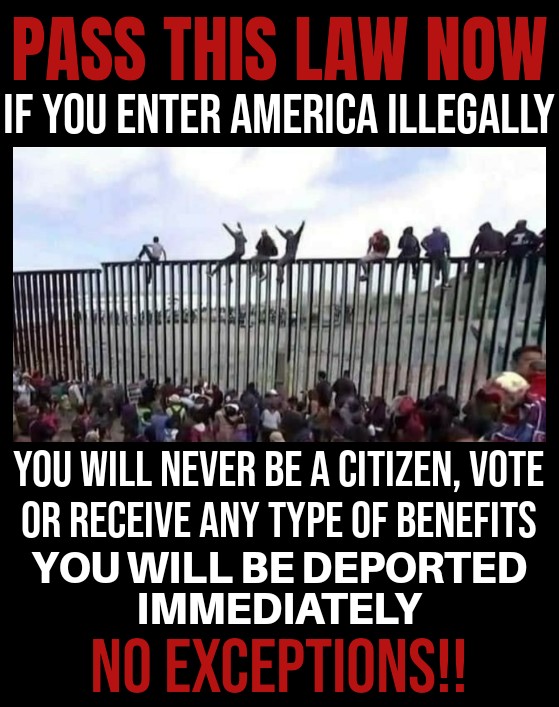 PASS THIS LAW NOW
IF YOU ENTER AMERICA ILLEGALLY
YOU WILL NEVER BE A CITIZEN, VOTE
OR RECEIVE ANY TYPE OF BENEFITS
YOU WILL BE DEPORTED
IMMEDIATELY
NO EXCEPTIONS!!